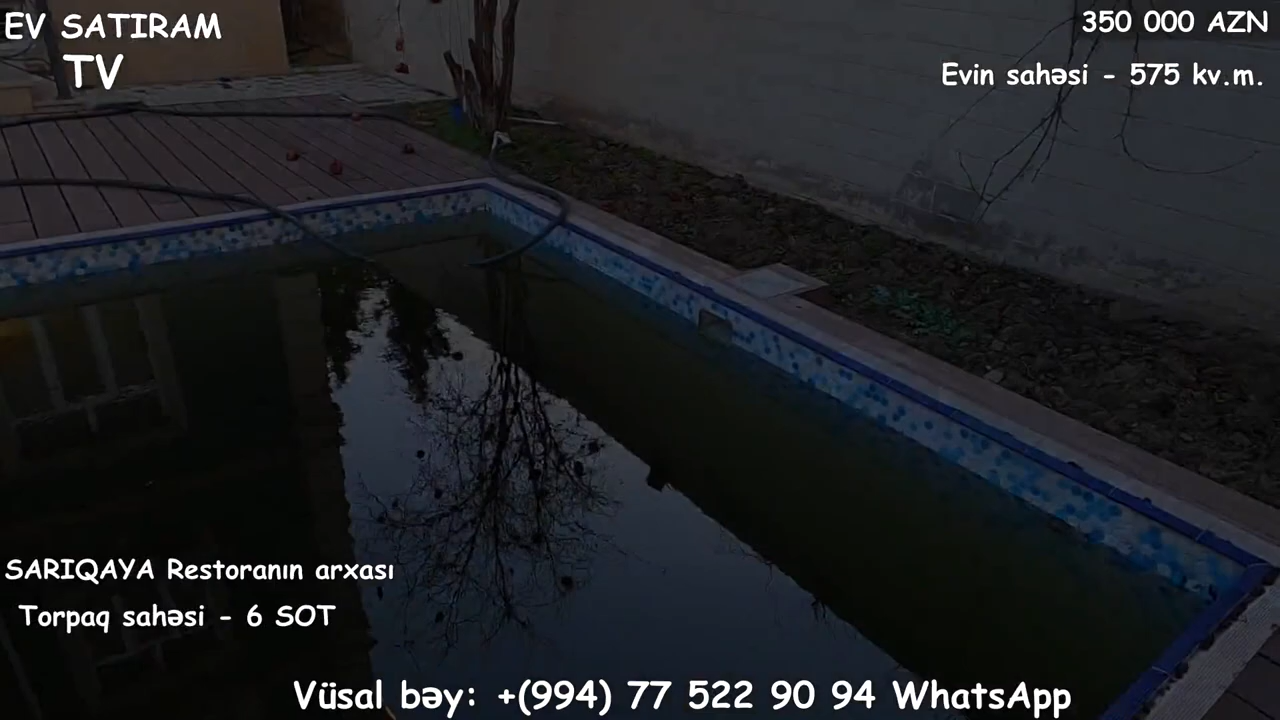 EV SATIRAM
TV
350 000 AZN
Evin sahəsi - 575 kv.m.
SARIQAYA Restoranın arxası
Torpaq sahəsi - 6 SOT
Vüsal bəy: +(994) 77 522 90 94 WhatsApp